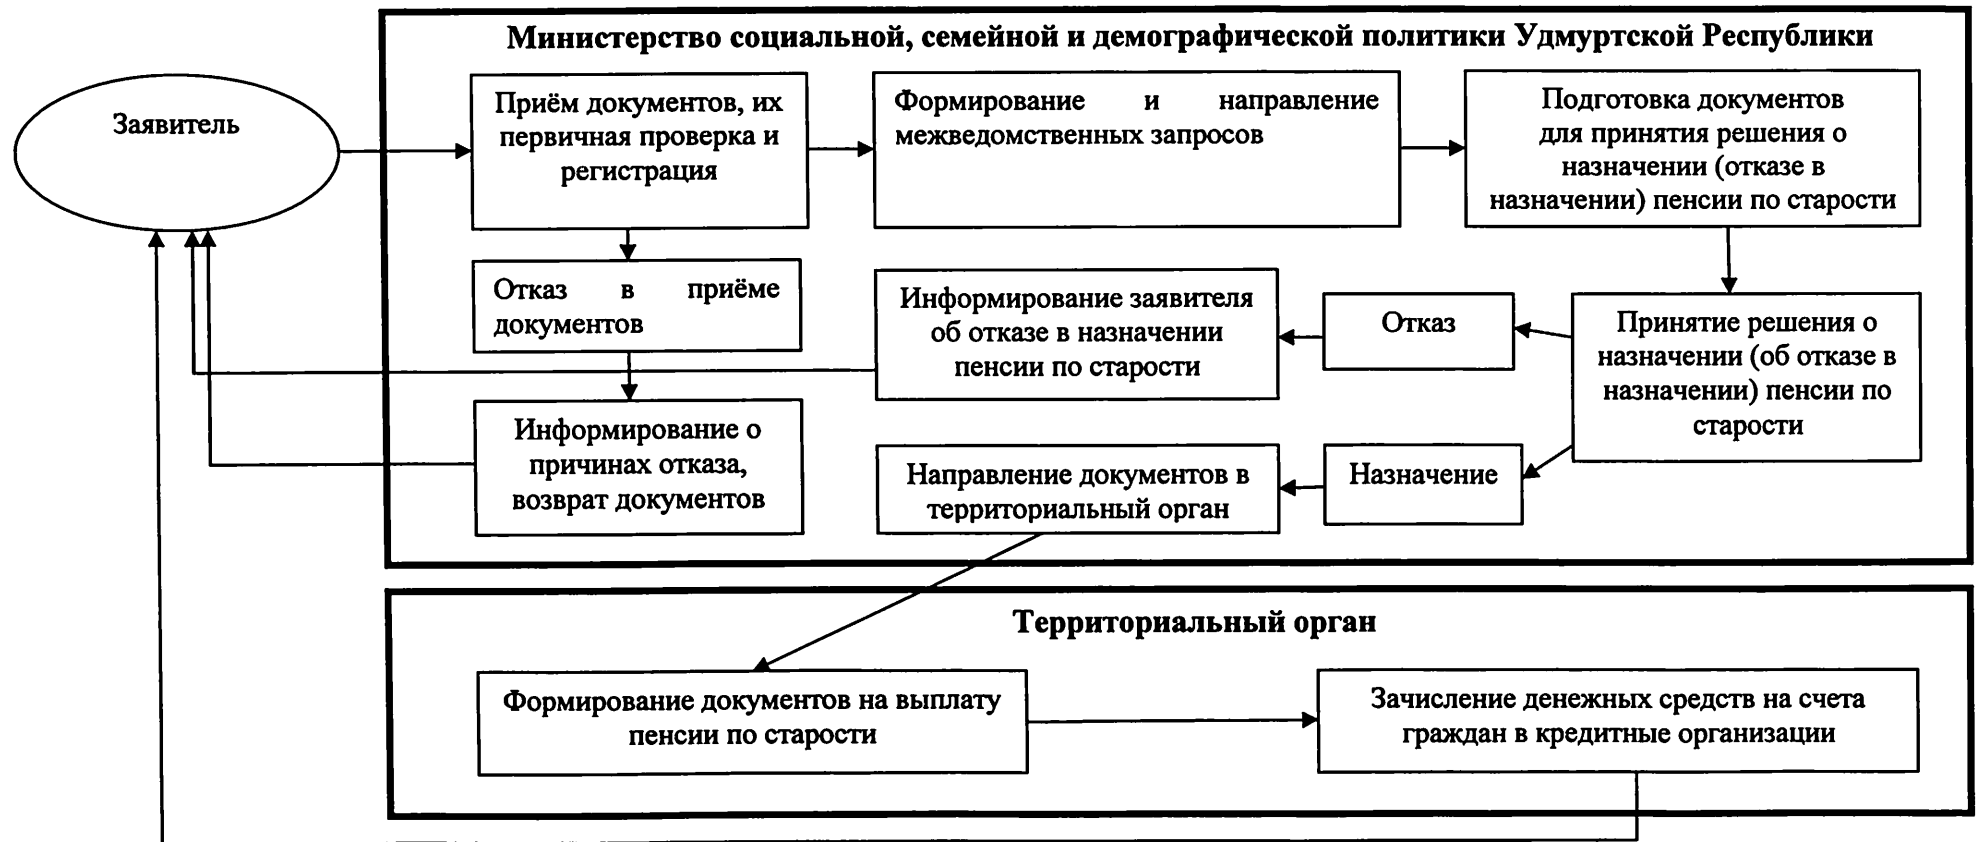 Министерство социальной, семейной и демографической политики Удмуртской Республики
Заявитель
Приём документов, их
первичная проверка и
регистрация
Формирование и направление
межведомственных запросов
Подготовка документов
для принятия решения о
назначении (отказе в
назначении) пенсии по старости
Отказ в приёме
документов
Информирование заявителя
об отказе в назначении
пенсии по старости
Отказ
Принятие решения о
назначении (об отказе в
назначении) пенсии по
старости
Информирование о
причинах отказа,
возврат документов
Направление документов в
территориальный орган
Назначение
Территориальный орган
Формирование документов на выплату
пенсии по старости
Зачисление денежных средств на счета
граждан в кредитные организации